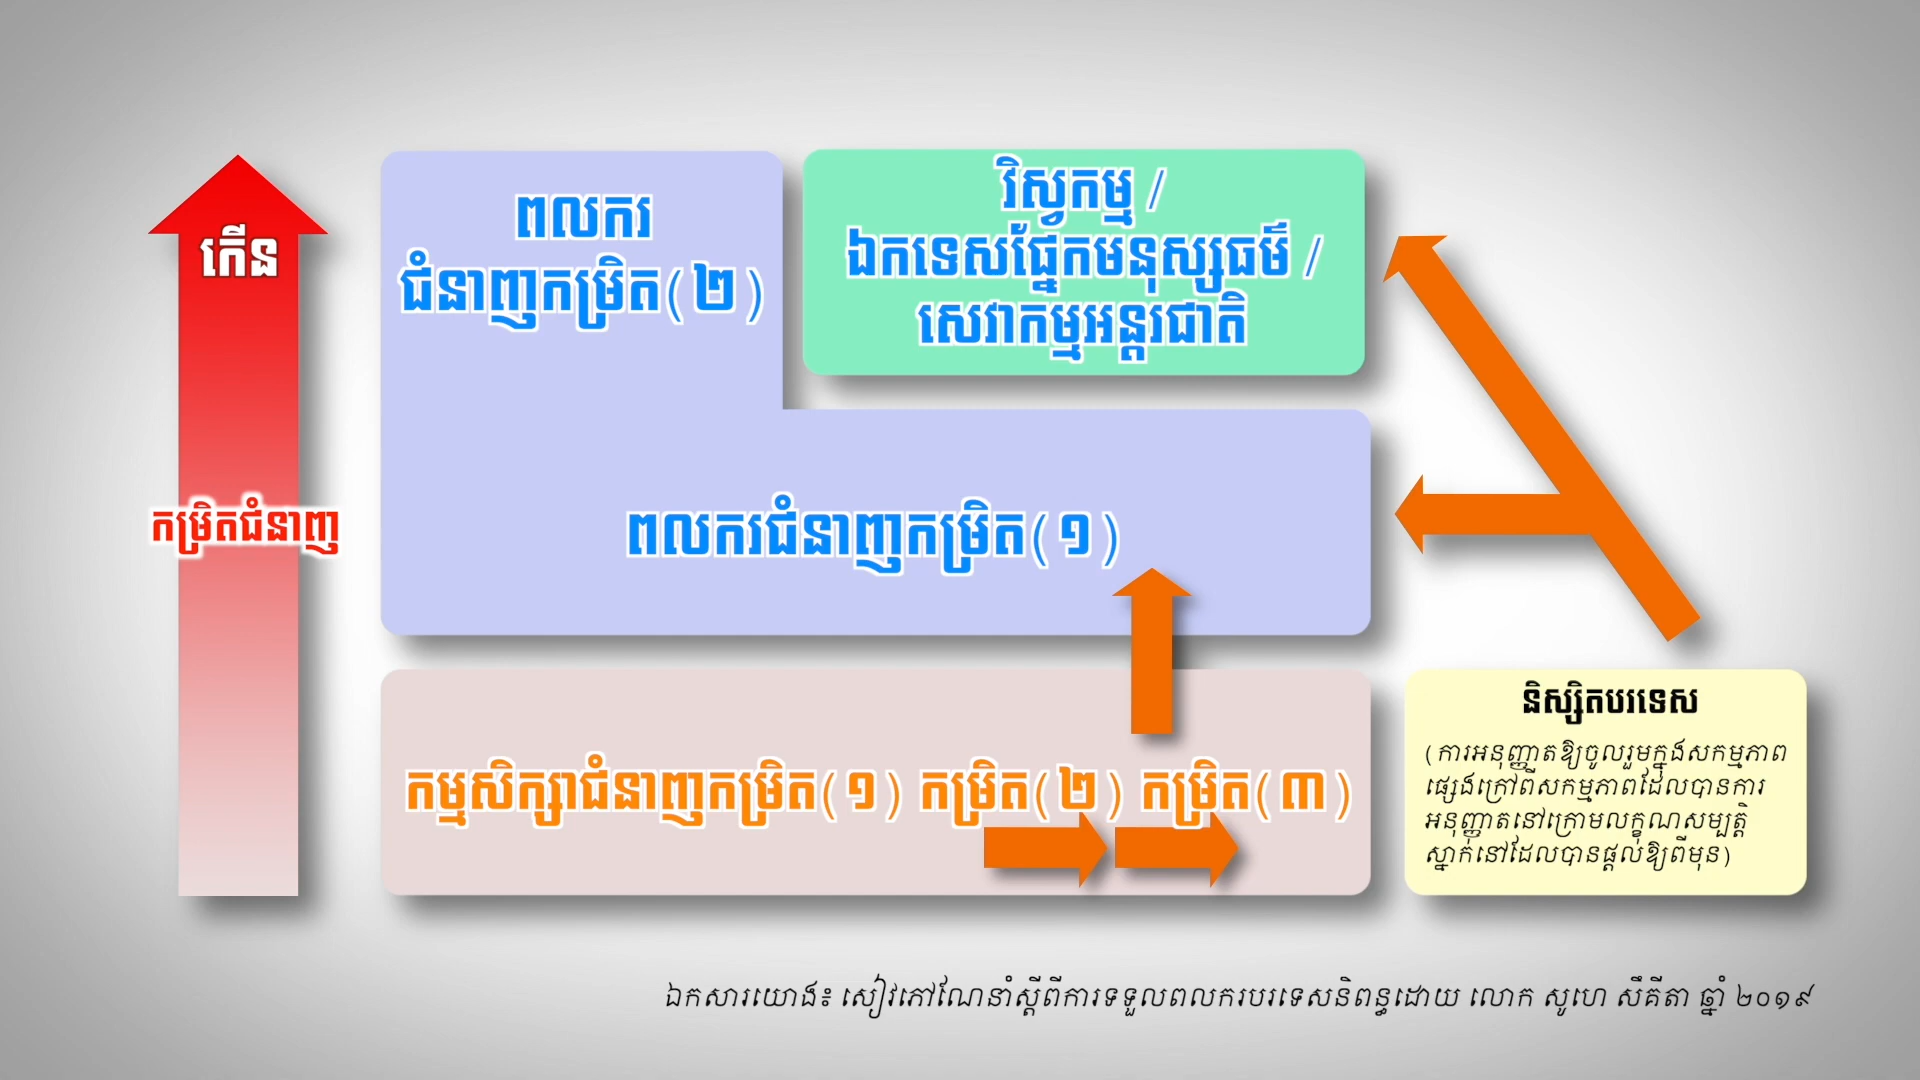 កើន
កម្រិតជំនាញ
ពលករ
ជំនាញកម្រិត(២)
វិស្វកម្ម /
ឯកទេសផ្នែកមនុស្សធម៌ /
សេវាកម្មអន្តរជាតិ
ពលករជំនាញកម្រិត(១)
កម្មសិក្សាជំនាញកម្រិត(១) កម្រិត(២) កម្រិត(៣)
និស្សិតបរទេស
(ការអនុញ្ញាតឱ្យចូលរួមក្នុងសកម្មភាព
ផ្សេងក្រៅពីសកម្មភាពដែលបានការ
អនុញ្ញាតនៅក្រោមលក្ខណសម្បត្តិ
ស្នាក់នៅដែលបានផ្តល់ឱ្យពីមុន)
ឯកសារយោង៖ សៀវភៅណែនាំស្តីពីការទទួលពលករបរទេសនិពន្ធដោយ លោក សូហេ សឹគីតា ឆ្នាំ ២០១៩